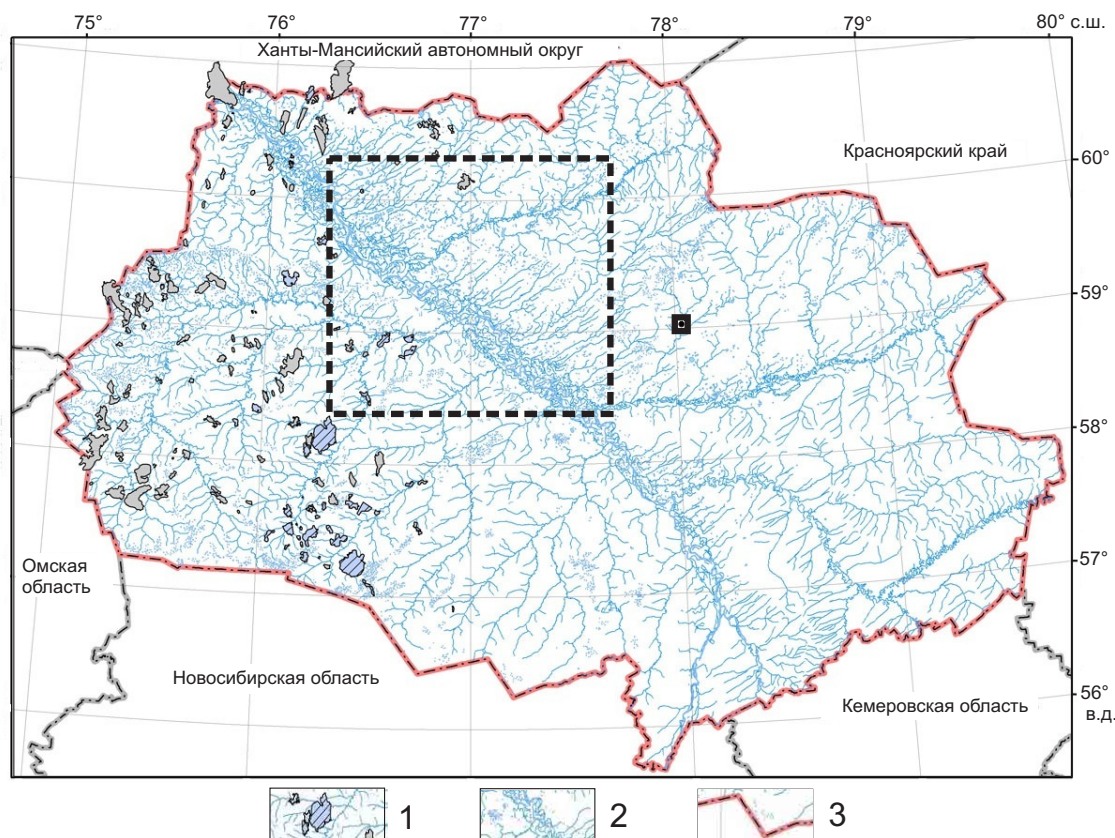 75° 76° 77° 78° 79° 80° с.ш.
Ханты-Мансийский автономный округ
Красноярский край
60°
59°
58°
57°
Омская
область
Новосибирская область
56°
Кемеровская область
в.д.
1 2 3